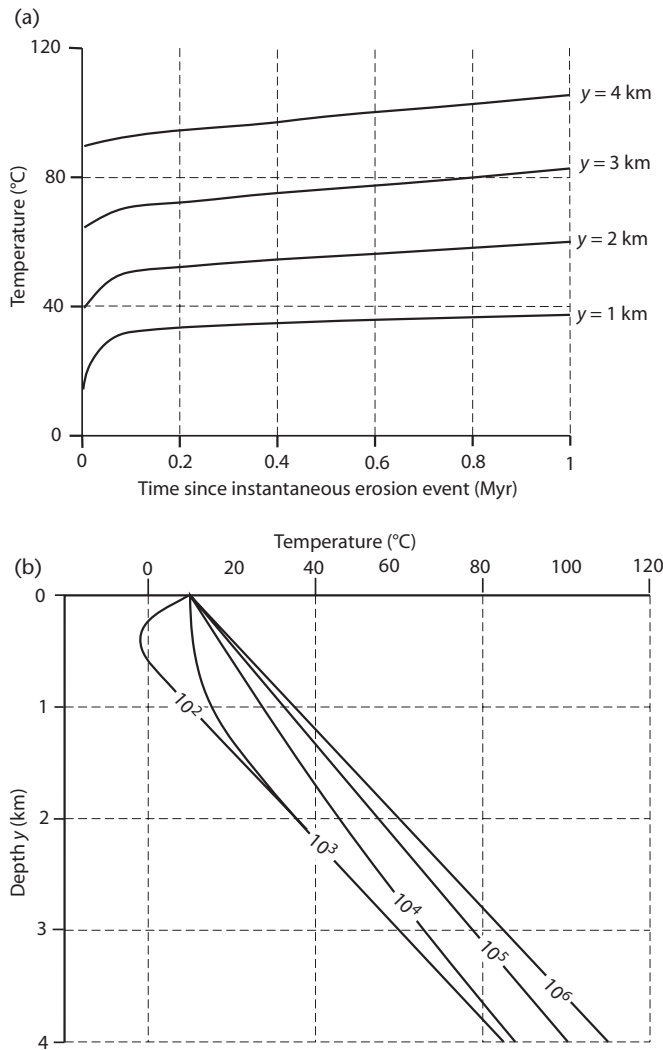 (a)
120
80
40
0
Temperature (°C)
y = 4 km
y = 3 km
y = 2 km
y = 1 km
0 0.2 0.4 0.6 0.8 1
Time since instantaneous erosion event (Myr)
Temperature (°C)
(b)
0 20 40 60 80 100 120
0
1
2
3
4
Depth y (km)
10²
10³
10⁴
10⁵
10⁶